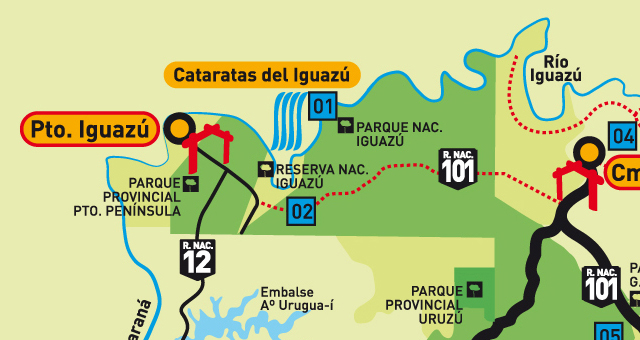 Río
Iguazú
Cataratas del Iguazú
01
Pto. Iguazú
PARQUE NAC.
IGUAZÚ
04
Cm
RESERVA NAC.
IGUAZÚ
R. NAC.
101
PARQUE
PROVINCIAL
PTO. PENÍNSULA
02
R. NAC.
12
Embalse
Aº Urugua-í
PARQUE
PROVINCIAL
URUZÚ
R. NAC.
101
araná
05